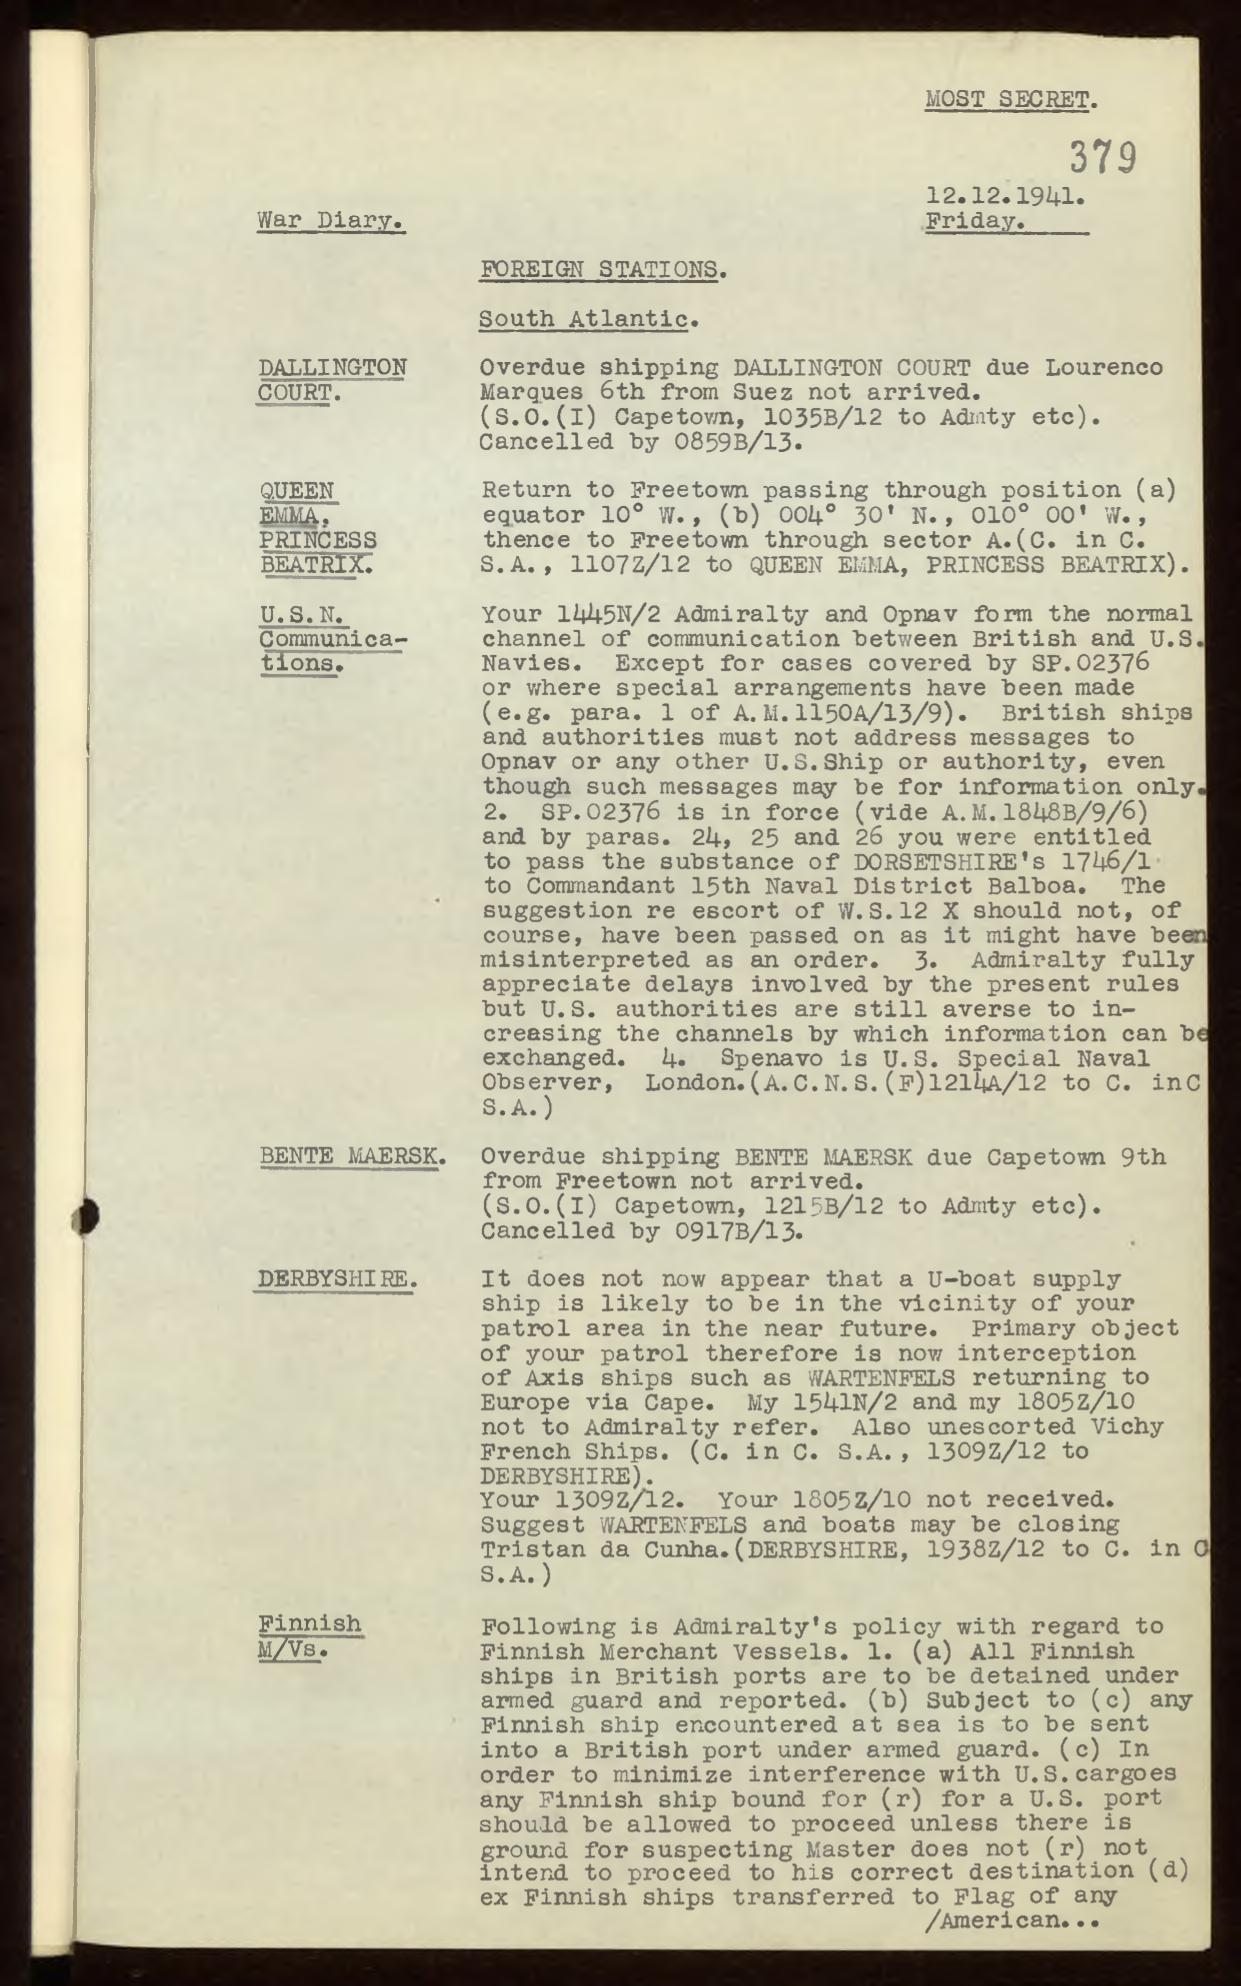 MOST SECRET.
379
12.12.1941.
War Diary.
Friday.
FOREIGN STATIONS.
South Atlantic.
DALLINGTON
COURT.
Overdue shipping DALLINGTON COURT due Lourenco
Marques 6th from Suez not arrived.
(S.O.(I) Capetown, 1035B/12 to Admty etc).
Cancelled by 0859B/13.
QUEEN
EMMA,
PRINCESS
BEATRIX.
Return to Freetown passing through position (a)
equator 10° W., (b) 004° 30' N., 010° 00' W.,
thence to Freetown through sector A.(C. in C.
S.A., 1107Z/12 to QUEEN EMMA, PRINCESS BEATRIX).
U.S.N.
Communica-
tions.
Your 1445N/2 Admiralty and Opnav form the normal
channel of communication between British and U.S.
Navies. Except for cases covered by SP.02376
or where special arrangements have been made
(e.g. para. 1 of A.M.1150A/13/9). British ships
and authorities must not address messages to
Opnav or any other U.S.Ship or authority, even
though such messages may be for information only.
2. SP.02376 is in force (vide A.M.1848B/9/6)
and by paras. 24, 25 and 26 you were entitled
to pass the substance of DORSETSHIRE's 1746/1
to Commandant 15th Naval District Balboa. The
suggestion re escort of W.S.12 X should not, of
course, have been passed on as it might have been
misinterpreted as an order. 3. Admiralty fully
appreciate delays involved by the present rules
but U.S. authorities are still averse to in-
creasing the channels by which information can be
exchanged. 4. Spenavo is U.S. Special Naval
Observer, London.(A.C.N.S.(F)1214A/12 to C. inC
S.A.)
BENTE MAERSK.
Overdue shipping BENTE MAERSK due Capetown 9th
from Freetown not arrived.
(S.O.(I) Capetown, 1215B/12 to Admty etc).
Cancelled by 0917B/13.
DERBYSHIRE.
It does not now appear that a U-boat supply
ship is likely to be in the vicinity of your
patrol area in the near future. Primary object
of your patrol therefore is now interception
of Axis ships such as WARTENFELS returning to
Europe via Cape. My 1541N/2 and my 1805Z/10
not to Admiralty refer. Also unescorted Vichy
French Ships. (C. in C. S.A., 1309Z/12 to
DERBYSHIRE).
Your 1309Z/12. Your 1805Z/10 not received.
Suggest WARTENFELS and boats may be closing
Tristan da Cunha.(DERBYSHIRE, 1938Z/12 to C. in C
S.A.)
Finnish
M/Vs.
Following is Admiralty's policy with regard to
Finnish Merchant Vessels. 1. (a) All Finnish
ships in British ports are to be detained under
armed guard and reported. (b) Subject to (c) any
Finnish ship encountered at sea is to be sent
into a British port under armed guard. (c) In
order to minimize interference with U.S.cargoes
any Finnish ship bound for (r) for a U.S. port
should be allowed to proceed unless there is
ground for suspecting Master does not (r) not
intend to proceed to his correct destination (d)
ex Finnish ships transferred to Flag of any
/American...